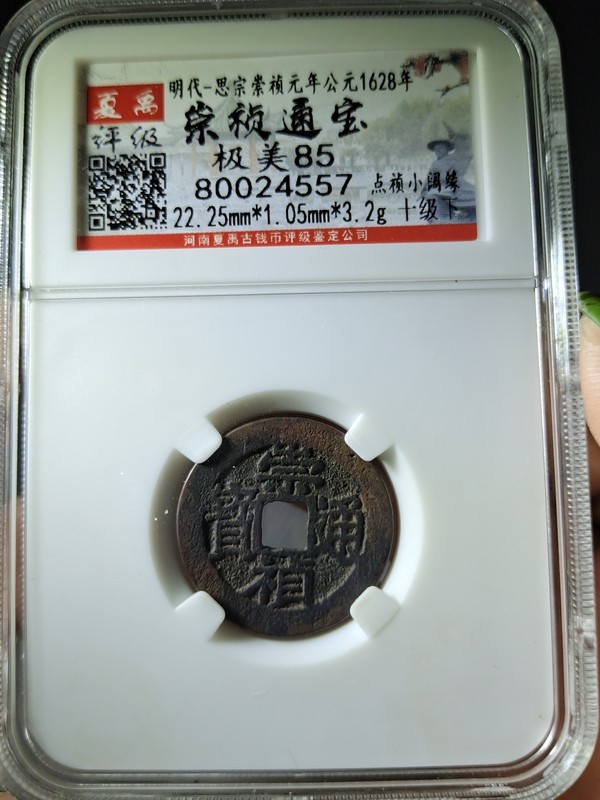 夏禹
评级
明代-思宗崇祯元年公元1628年
崇祯通宝
极美85
80024557 点祯小阔缘
22.25mm*1.05mm*3.2g 十级下
河南夏禹古钱币评级鉴定公司
崇
寳 通
禎